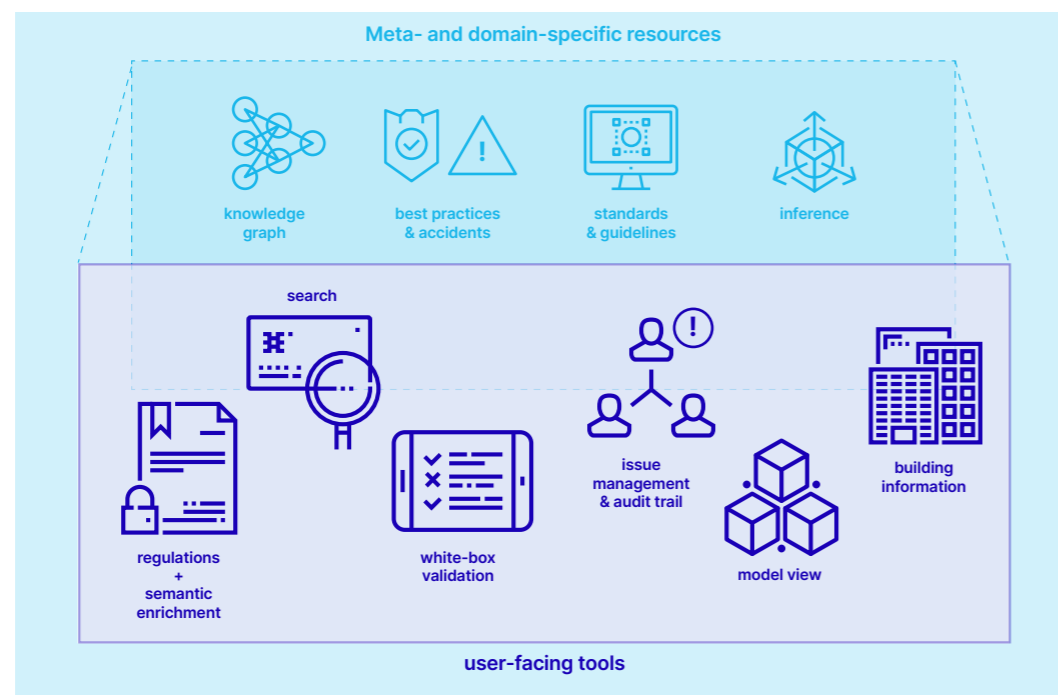 Meta- and domain-specific resources
knowledge
graph
best practices
& accidents
standards
& guidelines
inference
search
regulations
+
semantic
enrichment
white-box
validation
issue
management
& audit trail
model view
building
information
user-facing tools